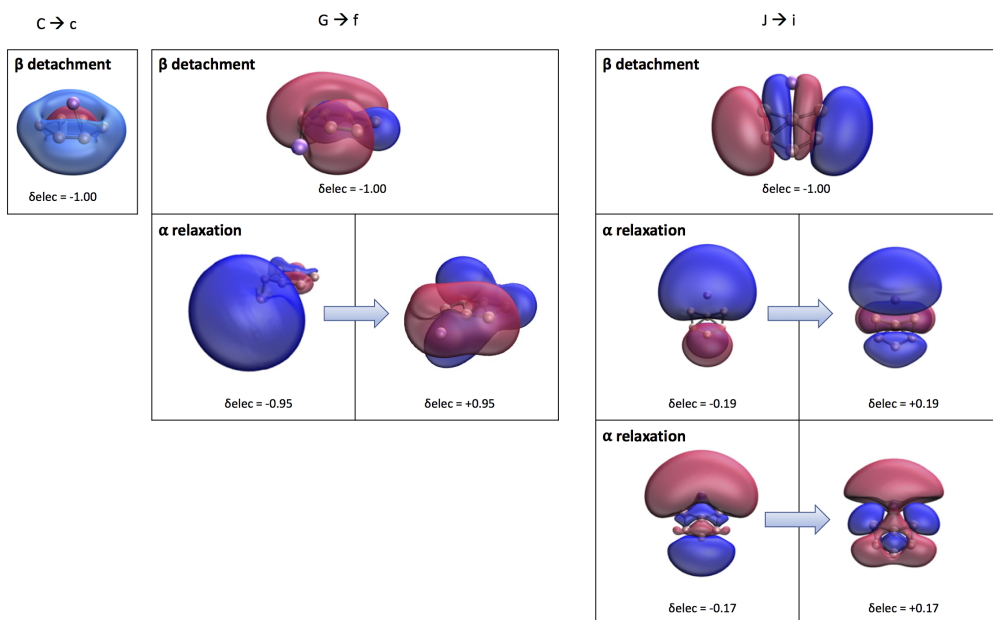 C → c
G → f
J → i
β detachment
δelec = -1.00
β detachment
δelec = -1.00
α relaxation
δelec = -0.95
δelec = +0.95
β detachment
δelec = -1.00
α relaxation
δelec = -0.19
δelec = +0.19
α relaxation
δelec = -0.17
δelec = +0.17